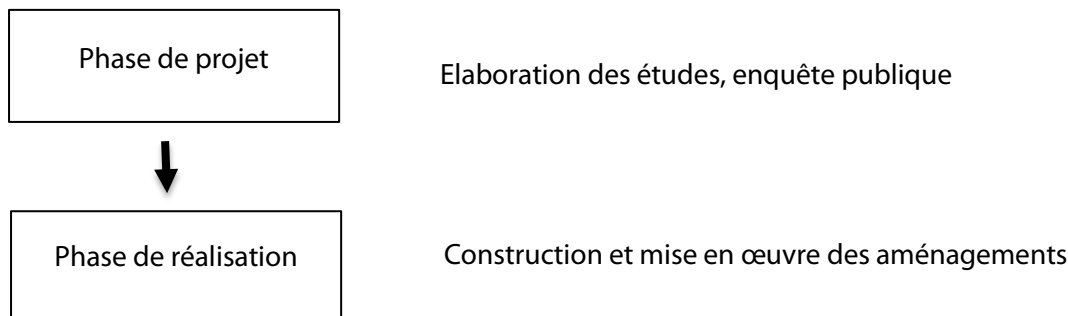 Phase de projet
Elaboration des études, enquête publique
Phase de réalisation
Construction et mise en œuvre des aménagements